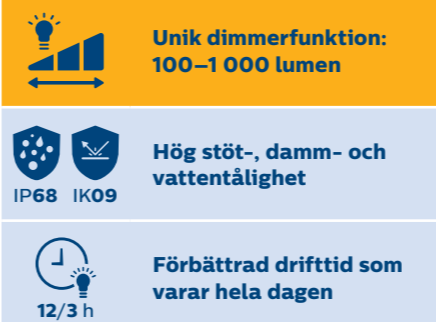 Unik dimmerfunktion:
100–1 000 lumen
IP68 IK09
Hög stöt-, damm- och
vattentålighet
12/3 h
Förbättrad drifttid som
varar hela dagen